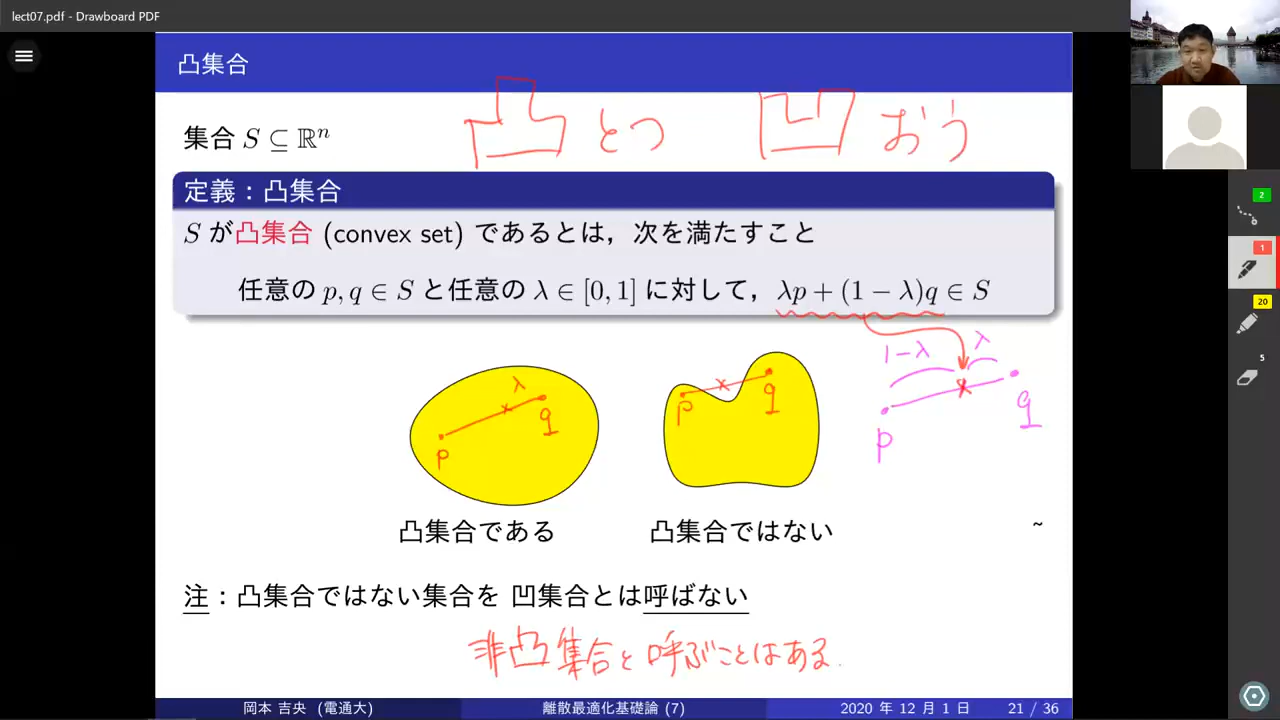 lect07.pdf - Drawboard PDF
凸集合
集合 S ⊆ ℝⁿ
凸 とつ 凹 おう
定義：凸集合
S が凸集合 (convex set) であるとは，次を満たすこと
任意の p, q ∈ S と任意の λ ∈ [0, 1] に対して，λp + (1 − λ)q ∈ S
1-λ λ
p q
λ
p q
p q
凸集合である
凸集合ではない
~
注：凸集合ではない集合を 凹集合とは呼ばない
非凸集合と呼ぶことはある.
岡本 吉央 (電通大)
離散最適化基礎論 (7)
2020 年 12 月 1 日
21 / 36
2
1
20
5